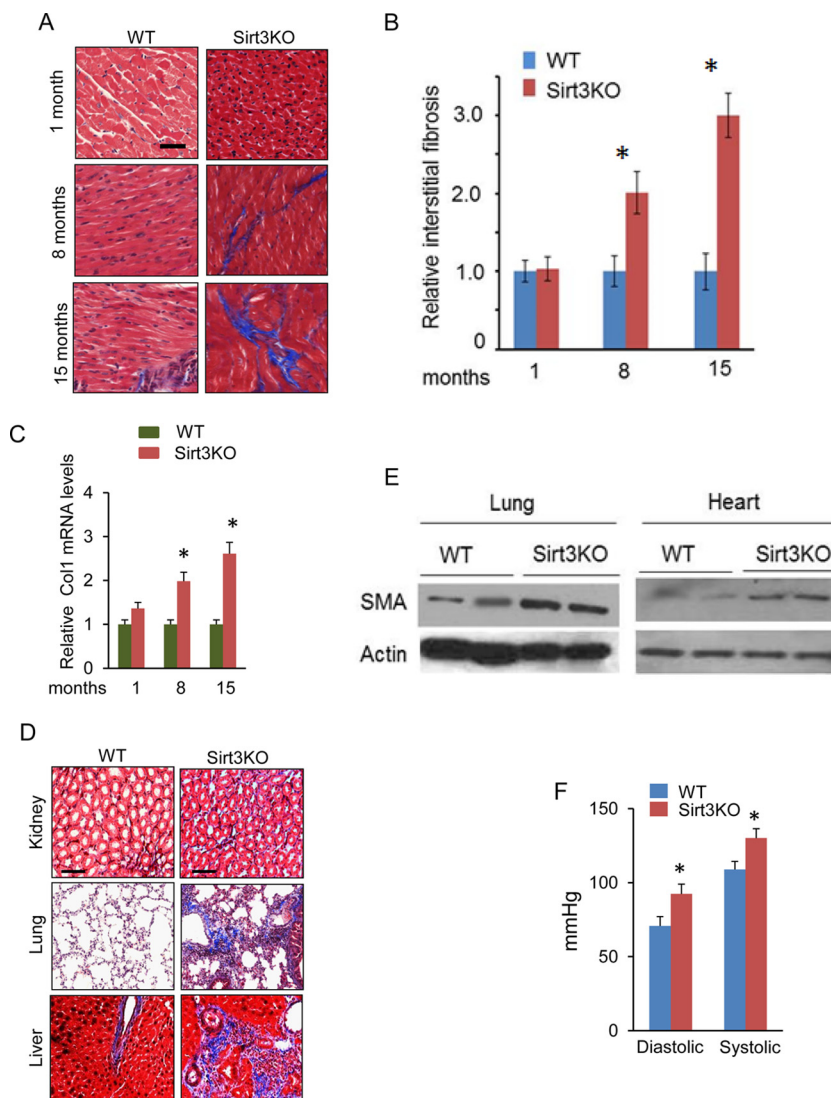 A
WT Sirt3KO
1 month
8 months
15 months
B
WT
Sirt3KO
Relative interstitial fibrosis
3.0
2.0
1.0
0
*
*
months 1 8 15
C
WT
Sirt3KO
Relative Col1 mRNA levels
4
3
2
1
0
*
*
months 1 8 15
E
Lung Heart
WT Sirt3KO WT Sirt3KO
SMA
Actin
D
WT Sirt3KO
Kidney
Lung
Liver
F
WT
Sirt3KO
mmHg
150
100
50
0
*
*
Diastolic Systolic